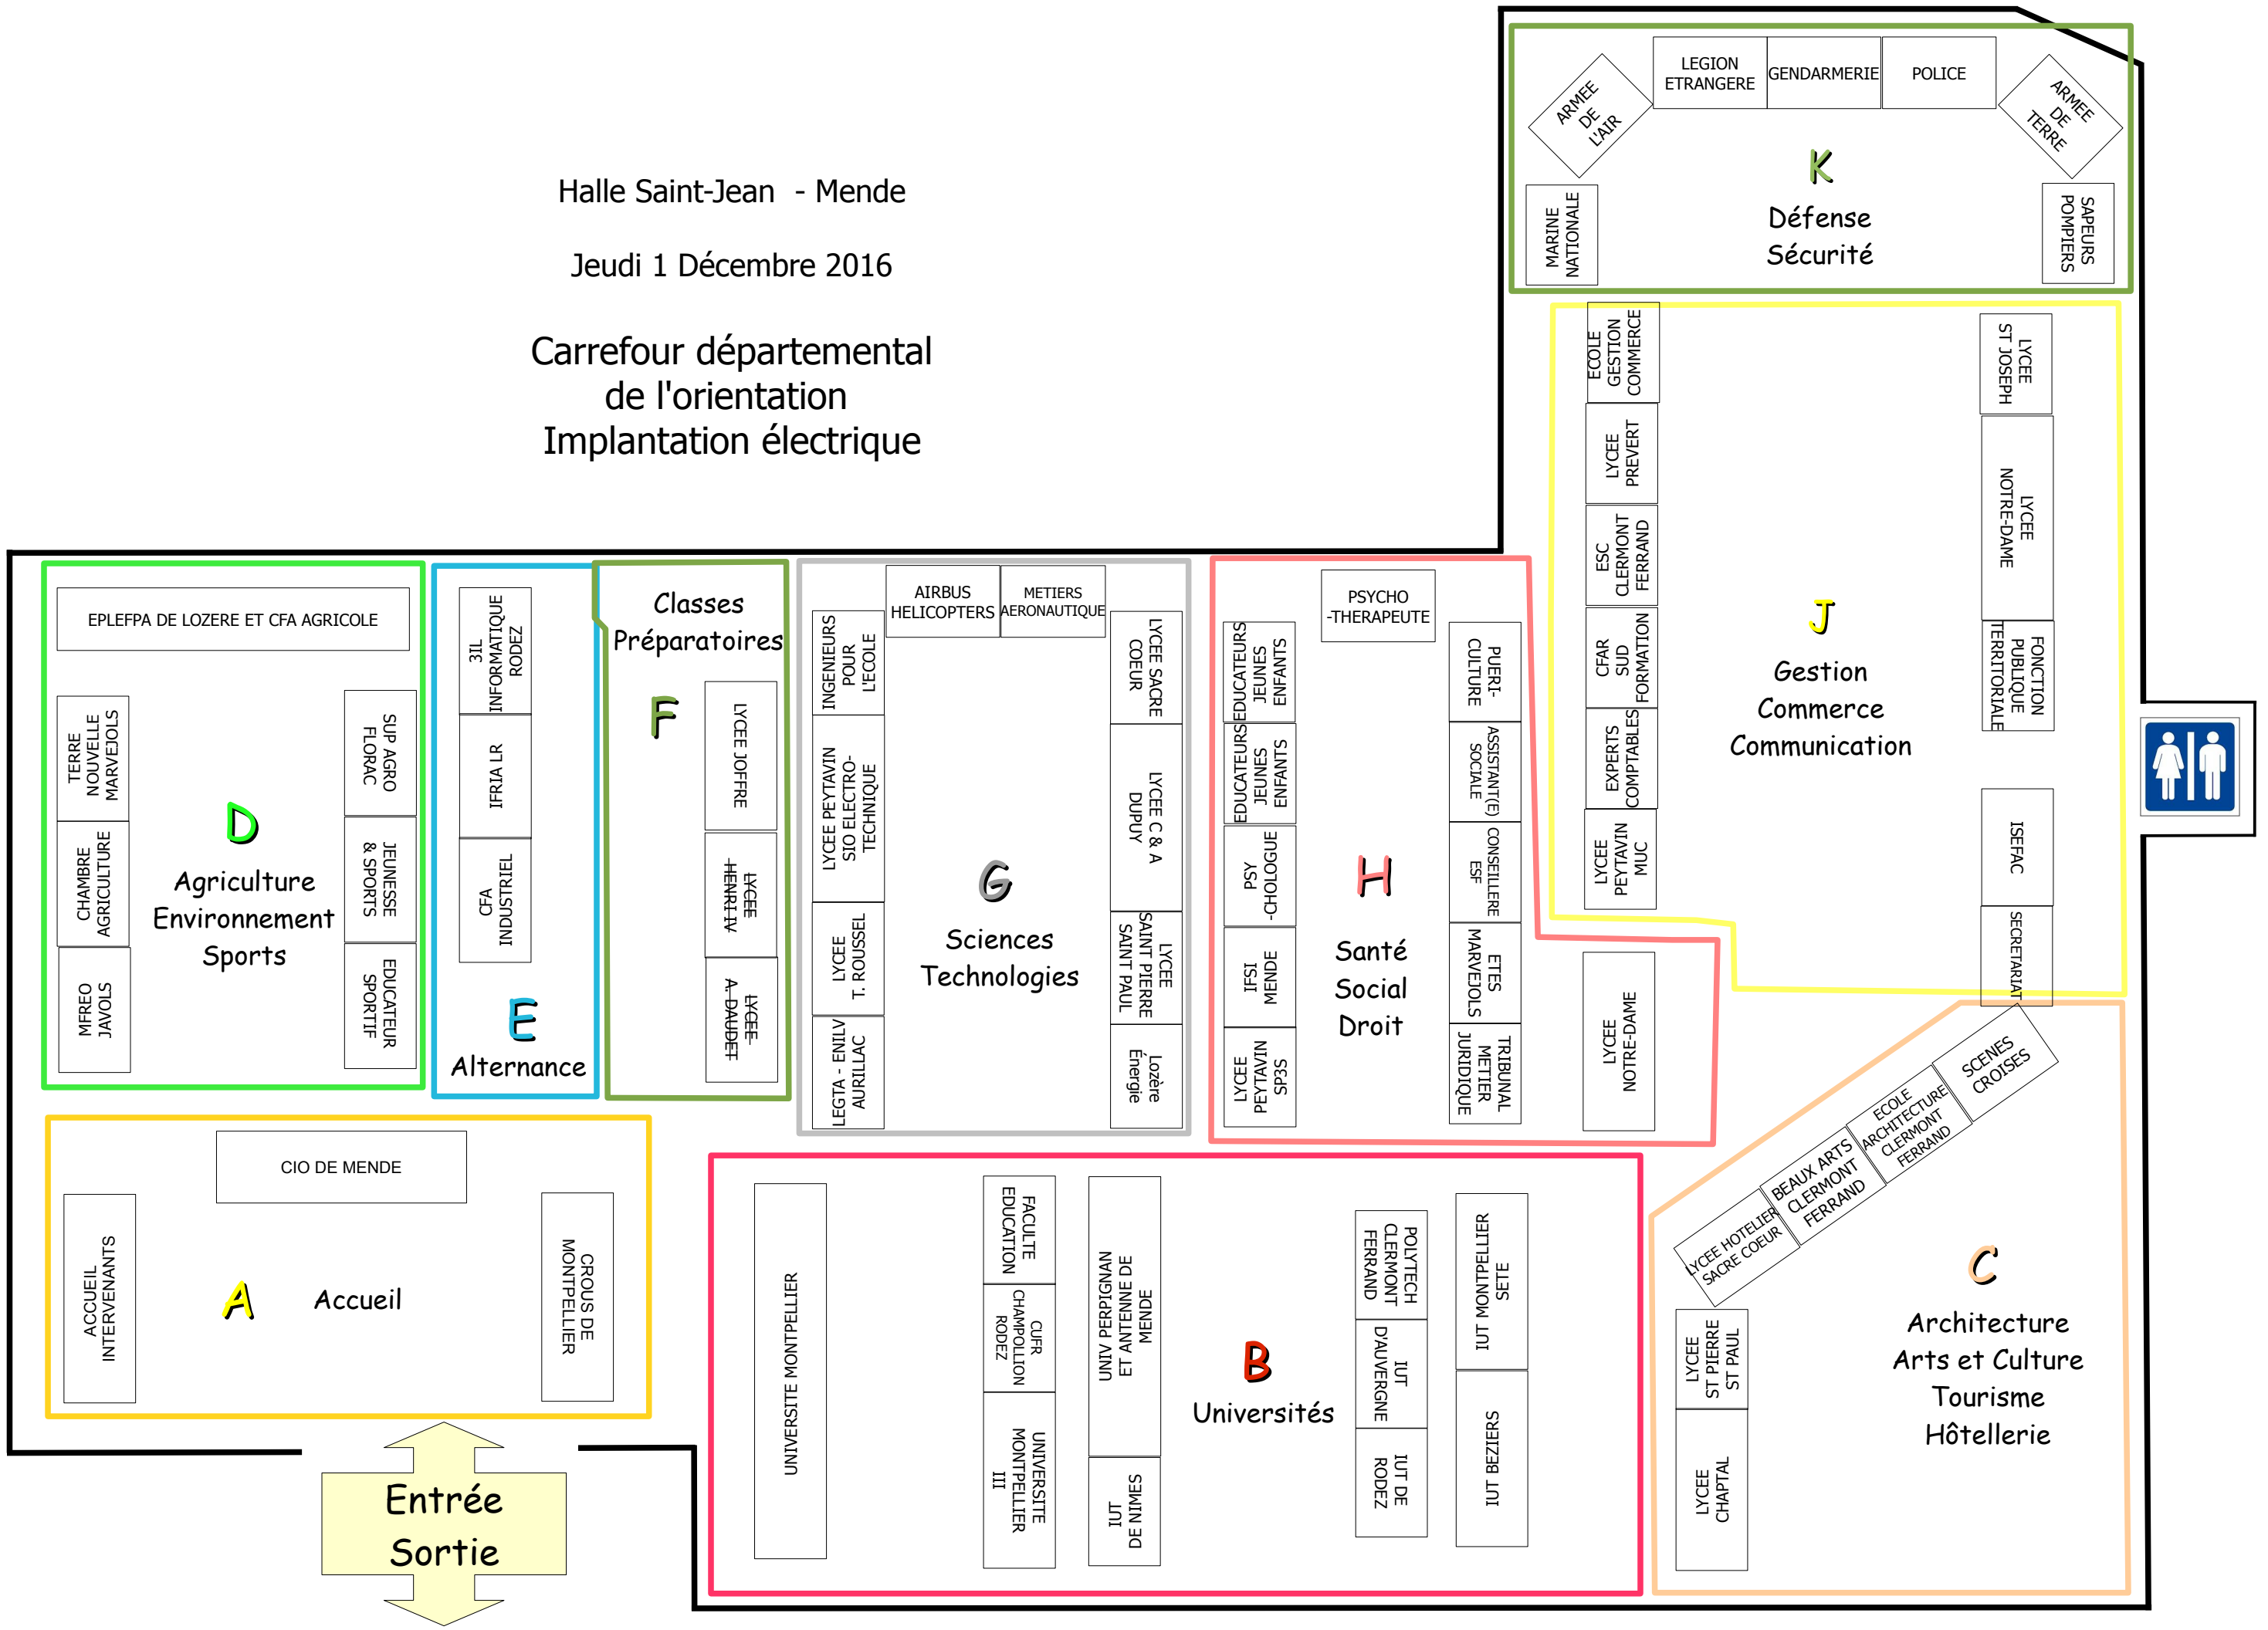 Halle Saint-Jean - Mende
Jeudi 1 Décembre 2016
Carrefour départemental
de l'orientation
Implantation électrique
ARMEE
DE
L'AIR
LEGION
ETRANGERE
GENDARMERIE
POLICE
ARMEE
DE
TERRE
MARINE
NATIONALE
SAPEURS
POMPIERS
K
Défense
Sécurité
ECOLE
GESTION
COMMERCE
LYCEE
PREVERT
ESC
CLERMONT
FERRAND
CFAR
SUD
FORMATION
EXPERTS
COMPTABLES
LYCEE
PEYTAVIN
MUC
LYCEE
ST JOSEPH
LYCEE
NOTRE-DAME
FONCTION
PUBLIQUE
TERRITORIALE
ISEFAC
SECRETARIAT
J
Gestion
Commerce
Communication
EPLEFPA DE LOZERE ET CFA AGRICOLE
TERRE
NOUVELLE
MARVEJOLS
CHAMBRE
AGRICULTURE
MFREO
JAVOLS
SUP AGRO
FLORAC
JEUNESSE
& SPORTS
EDUCATEUR
SPORTIF
D
Agriculture
Environnement
Sports
3IL
INFORMATIQUE
RODEZ
IFRIA LR
CFA
INDUSTRIEL
E
Alternance
Classes
Préparatoires
F
LYCEE JOFFRE
LYCEE
HENRI IV
LYCEE
A. DAUDET
AIRBUS
HELICOPTERS
METIERS
AERONAUTIQUE
INGENIEURS
POUR
L'ECOLE
LYCEE PEYTAVIN
SIO ELECTRO-
TECHNIQUE
LYCEE
T. ROUSSEL
LEGTA - ENILV
AURILLAC
LYCEE SACRE
COEUR
LYCEE C & A
DUPUY
LYCEE
SAINT PIERRE
SAINT PAUL
Lozère
Énergie
G
Sciences
Technologies
PSYCHO
-THERAPEUTE
EDUCATEURS
JEUNES
ENFANTS
EDUCATEURS
JEUNES
ENFANTS
PSY
-CHOLOGUE
IFSI
MENDE
LYCEE
PEYTAVIN
SP3S
PUERI-
CULTURE
ASSISTANT(E)
SOCIALE
CONSEILLERE
ESF
ETES
MARVEJOLS
TRIBUNAL
METIER
JURIDIQUE
LYCEE
NOTRE-DAME
H
Santé
Social
Droit
CIO DE MENDE
ACCUEIL
INTERVENANTS
CROUS DE
MONTPELLIER
A
Accueil
Entrée
Sortie
UNIVERSITE MONTPELLIER
FACULTE
EDUCATION
CUFR
CHAMPOLLION
RODEZ
UNIVERSITE
MONTPELLIER
III
UNIV PERPIGNAN
ET ANTENNE DE
MENDE
IUT
DE NIMES
B
Universités
POLYTECH
CLERMONT
FERRAND
IUT
D'AUVERGNE
IUT DE
RODEZ
IUT MONTPELLIER
SETE
IUT BEZIERS
SCENES
CROISES
ECOLE
ARCHITECTURE
CLERMONT
FERRAND
BEAUX ARTS
CLERMONT
FERRAND
LYCEE HOTELIER
SACRE COEUR
LYCEE
ST PIERRE
ST PAUL
LYCEE
CHAPTAL
C
Architecture
Arts et Culture
Tourisme
Hôtellerie